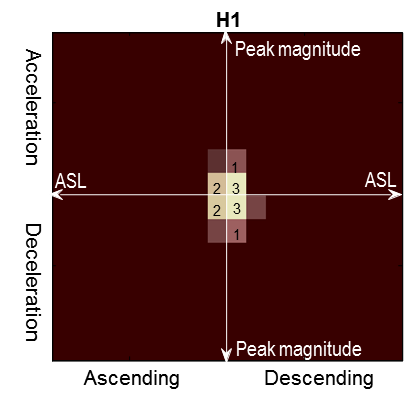 H1
Peak magnitude
Acceleration
1
ASL
2 3
ASL
2 3
Deceleration
1
Peak magnitude
Ascending
Descending